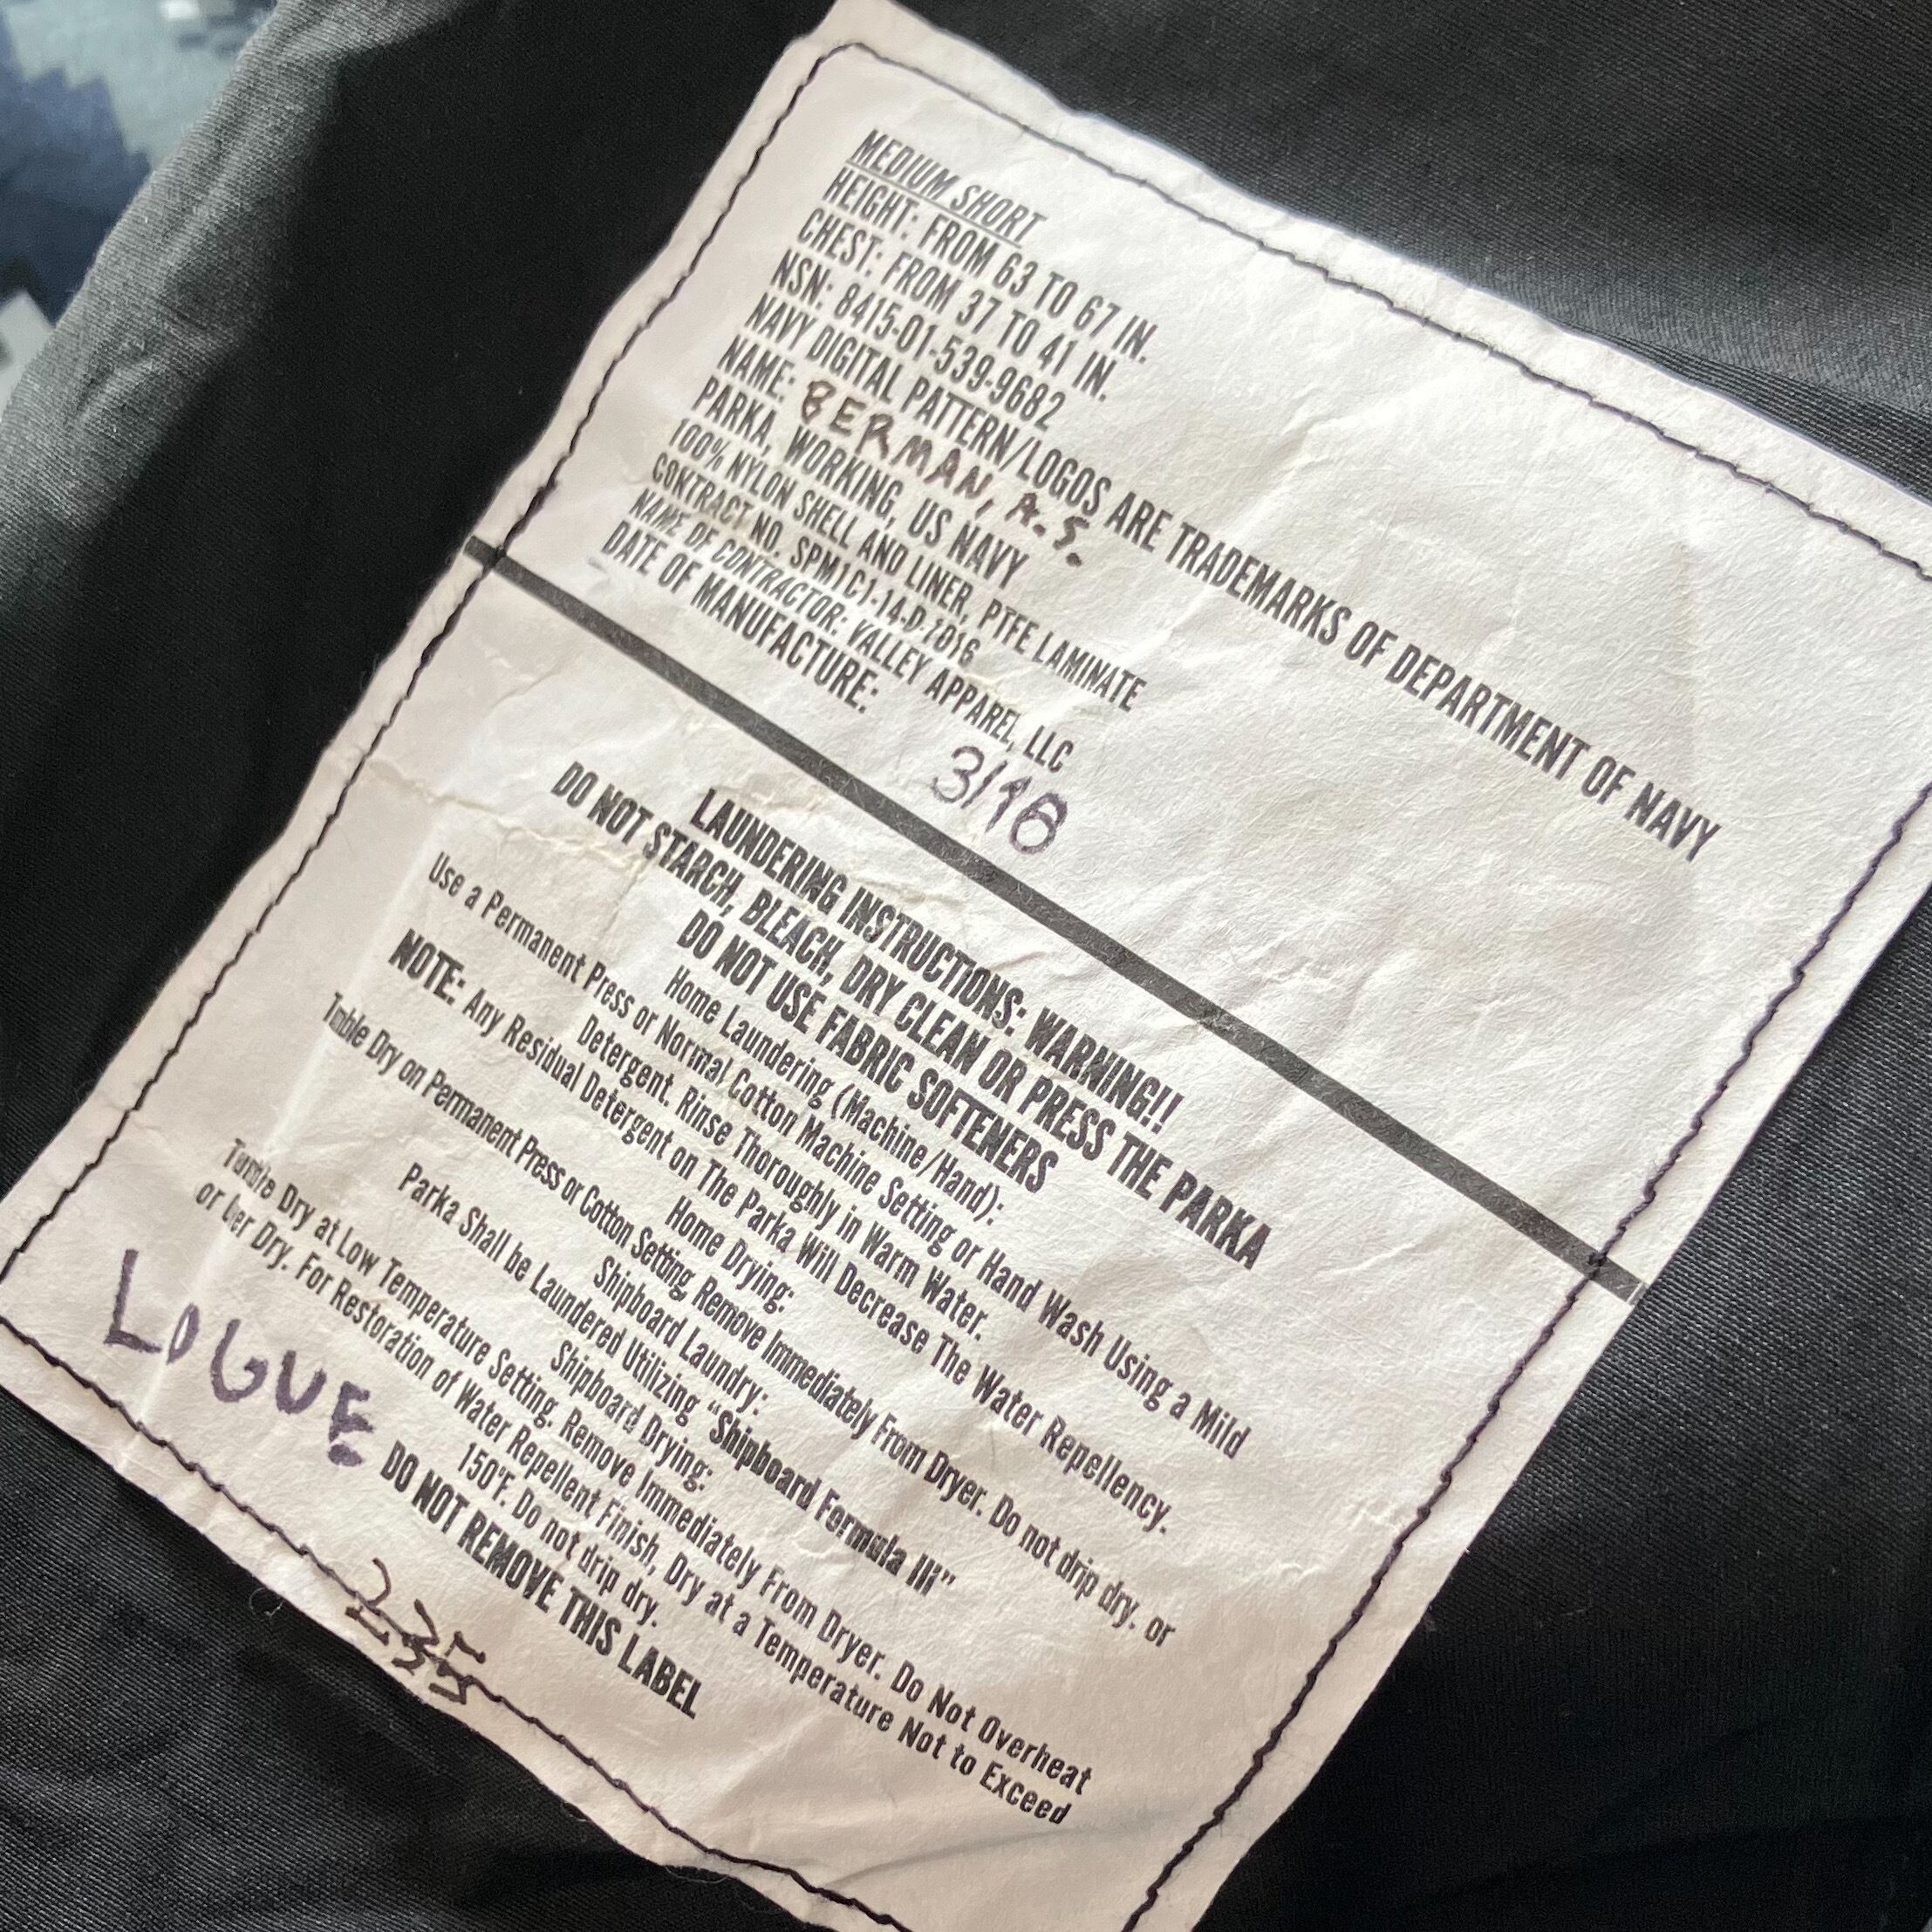 MEDIUM SHORT
HEIGHT: FROM 63 TO 67 IN.
CHEST: FROM 37 TO 41 IN.
NSN: 8415-01-539-9682
NAVY DIGITAL PATTERN/LOGOS ARE TRADEMARKS OF DEPARTMENT OF NAVY
NAME: BERMAN, A.S.
PARKA, WORKING, US NAVY
100% NYLON SHELL AND LINER, PTFE LAMINATE
CONTRACT NO. SPM1C1-14-D-
NAME OF CONTRACTOR: VALLEY APPAREL, LLC
DATE OF MANUFACTURE:
3/16
LAUNDERING INSTRUCTIONS: WARNING!!
DO NOT STARCH, BLEACH, DRY CLEAN OR PRESS THE PARKA
DO NOT USE FABRIC SOFTENERS
Home Laundering (Machine/Hand):
Use a Permanent Press or Normal Cotton Machine Setting or Hand Wash Using a Mild
Detergent. Rinse Thoroughly in Warm Water.
NOTE: Any Residual Detergent on The Parka Will Decrease The Water Repellency.
Home Drying:
Tumble Dry on Permanent Press or Cotton Setting, Remove Immediately From Dryer. Do not drip dry. or
Shipboard Laundry:
Parka Shall be Laundered Utilizing "Shipboard Formula III"
Shipboard Drying:
Tumble Dry at Low Temperature Setting. Remove Immediately From Dryer. Do Not Overheat
or Over Dry. For Restoration of Water Repellent Finish, Dry at a Temperature Not to Exceed
150°F. Do not drip dry.
DO NOT REMOVE THIS LABEL
LOGUE
235